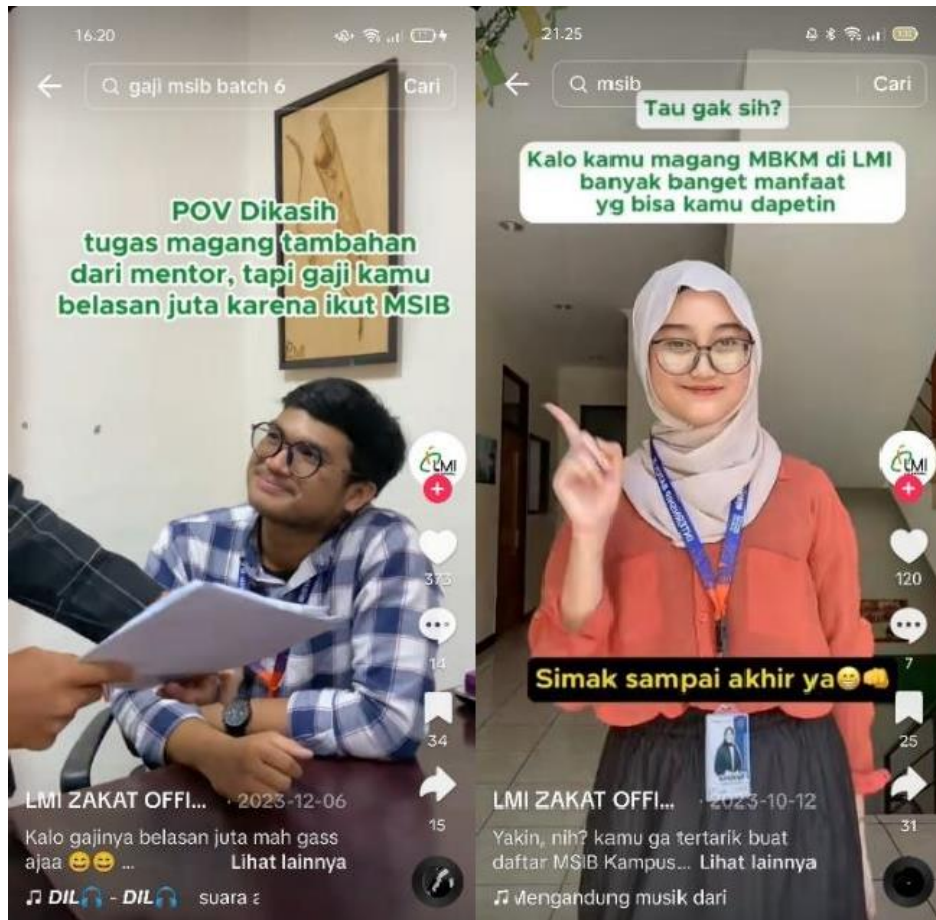 16.20
gaji msib batch 6
Cari
POV Dikasih
tugas magang tambahan
dari mentor, tapi gaji kamu
belasan juta karena ikut MSIB
LMI
373
14
34
15
LMI ZAKAT OFFI... · 2023-12-06
Kalo gajinya belasan juta mah gass
ajaa 😄😄 ... Lihat lainnya
♫ DIL🎧 - DIL🎧 suara
21.25
msib
Cari
Tau gak sih?
Kalo kamu magang MBKM di LMI
banyak banget manfaat
yg bisa kamu dapetin
LMI
120
7
25
31
Simak sampai akhir ya😁👊
LMI ZAKAT OFFI... · 2023-10-12
Yakin, nih? kamu ga tertarik buat
daftar MSIB Kampus... Lihat lainnya
♫ Mengandung musik dari